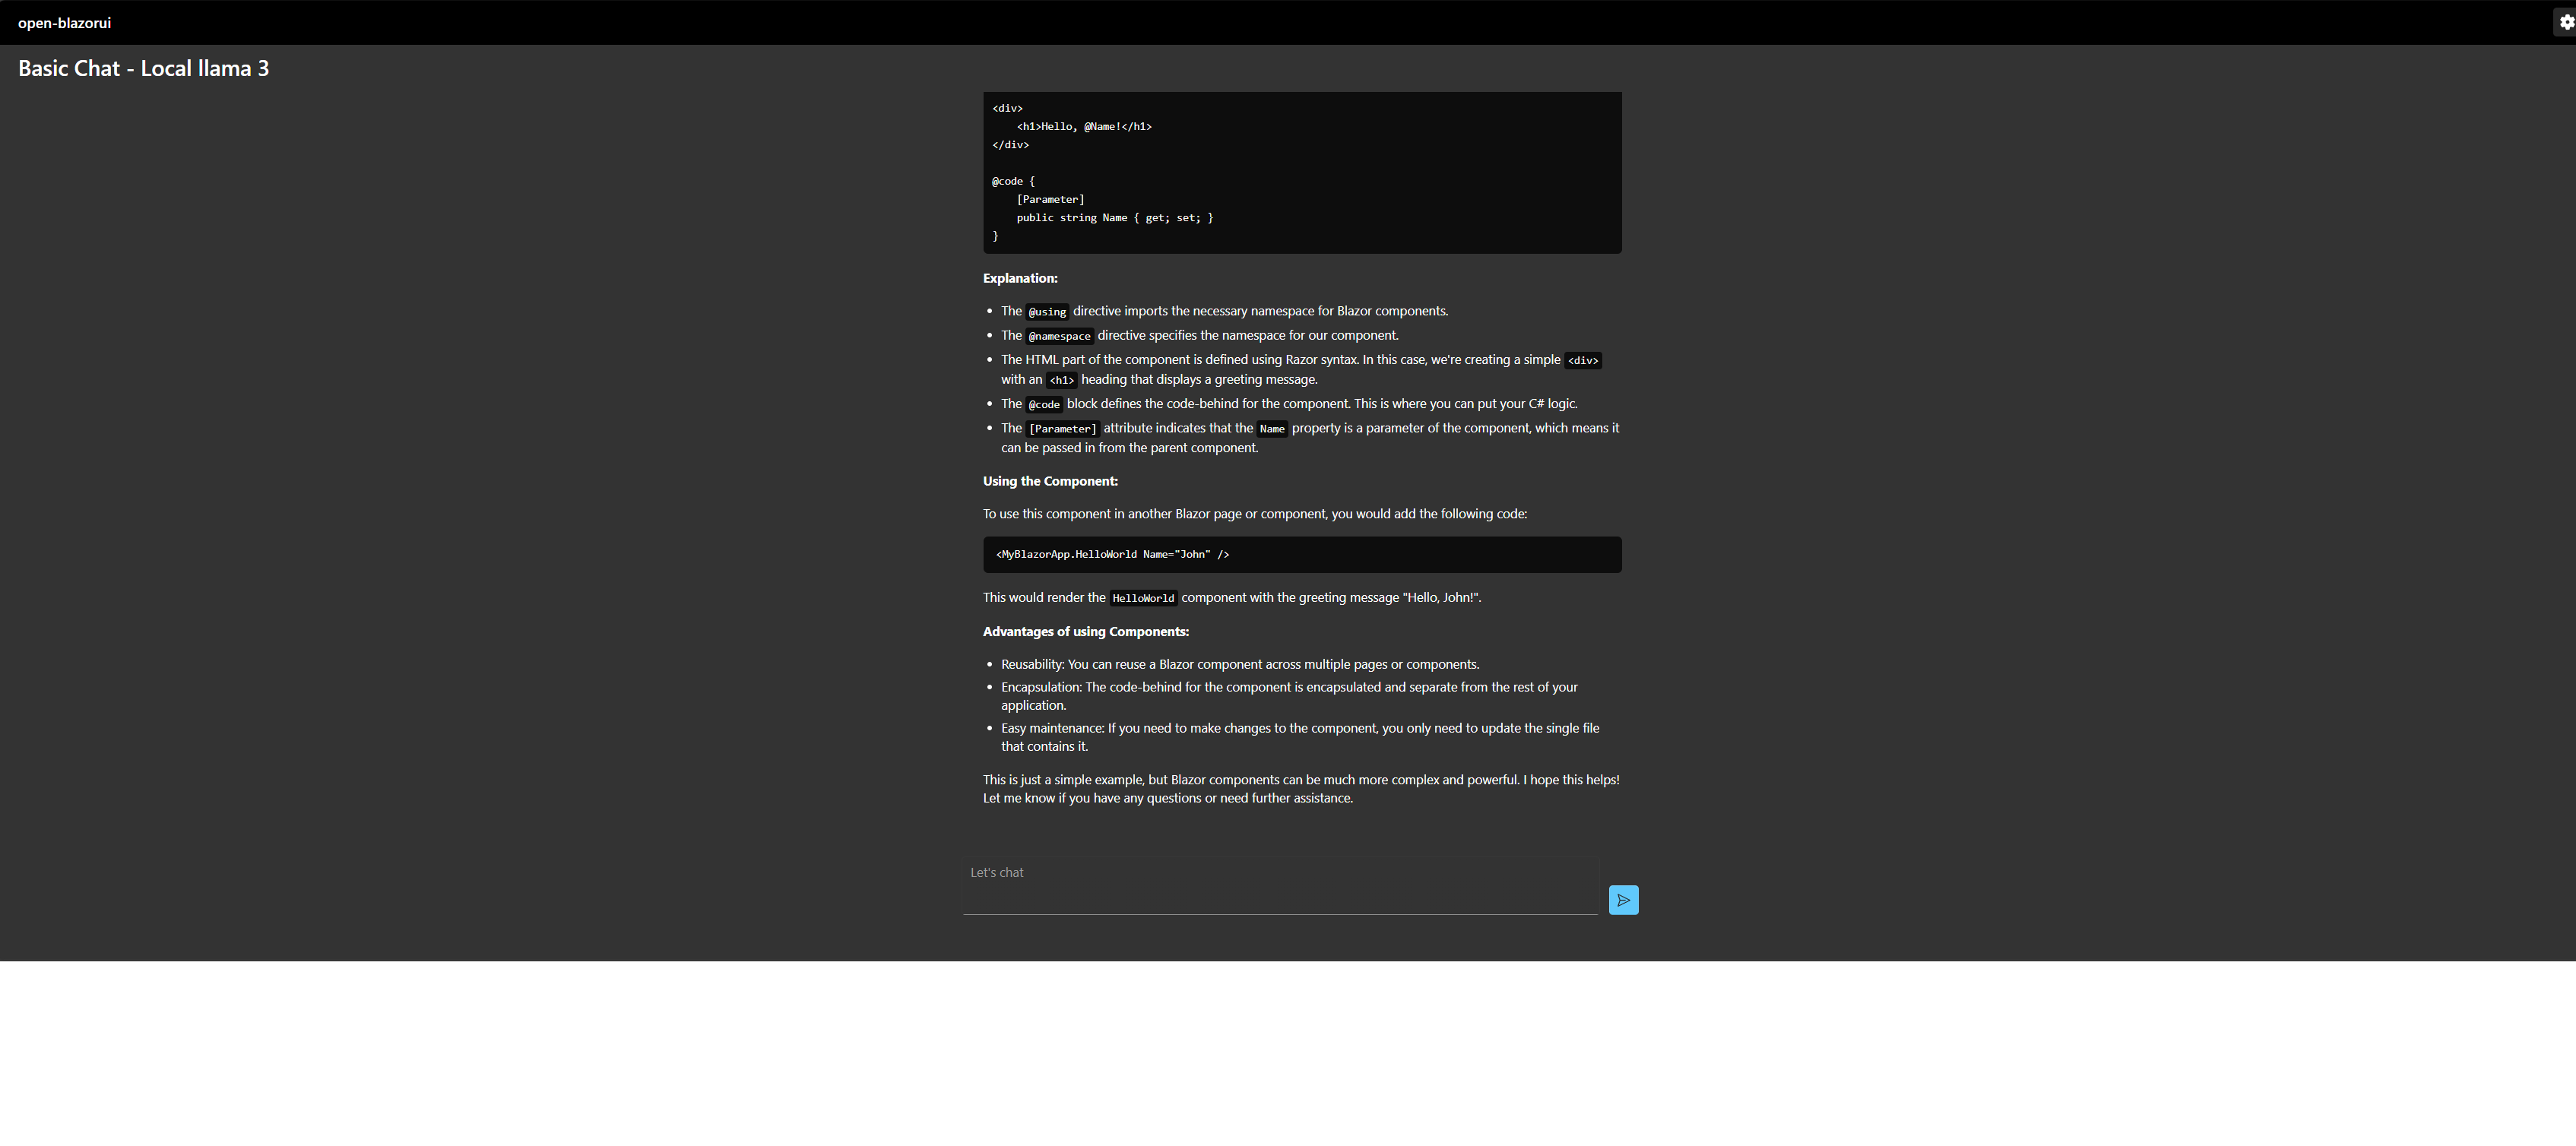 open-blazorui
Basic Chat - Local llama 3
<div>
    <h1>Hello, @Name!</h1>
</div>
@code {
    [Parameter]
    public string Name { get; set; }
}
Explanation:
• The @using directive imports the necessary namespace for Blazor components.
• The @namespace directive specifies the namespace for our component.
• The HTML part of the component is defined using Razor syntax. In this case, we're creating a simple <div>
with an <h1> heading that displays a greeting message.
• The @code block defines the code-behind for the component. This is where you can put your C# logic.
• The [Parameter] attribute indicates that the Name property is a parameter of the component, which means it
can be passed in from the parent component.
Using the Component:
To use this component in another Blazor page or component, you would add the following code:
<MyBlazorApp.HelloWorld Name="John" />
This would render the HelloWorld component with the greeting message "Hello, John!".
Advantages of using Components:
• Reusability: You can reuse a Blazor component across multiple pages or components.
• Encapsulation: The code-behind for the component is encapsulated and separate from the rest of your
application.
• Easy maintenance: If you need to make changes to the component, you only need to update the single file
that contains it.
This is just a simple example, but Blazor components can be much more complex and powerful. I hope this helps!
Let me know if you have any questions or need further assistance.
Let's chat